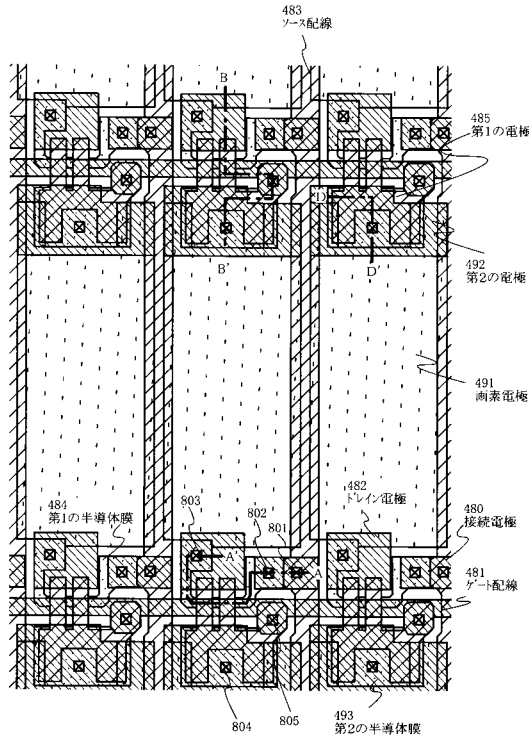 483
ソース配線
B
485
第1の電極
D
B'
D'
492
第2の電極
491
画素電極
484
第1の半導体膜
803
802
801
482
ドレイン電極
480
接続電極
481
ゲート配線
A'
A
804
805
493
第2の半導体膜